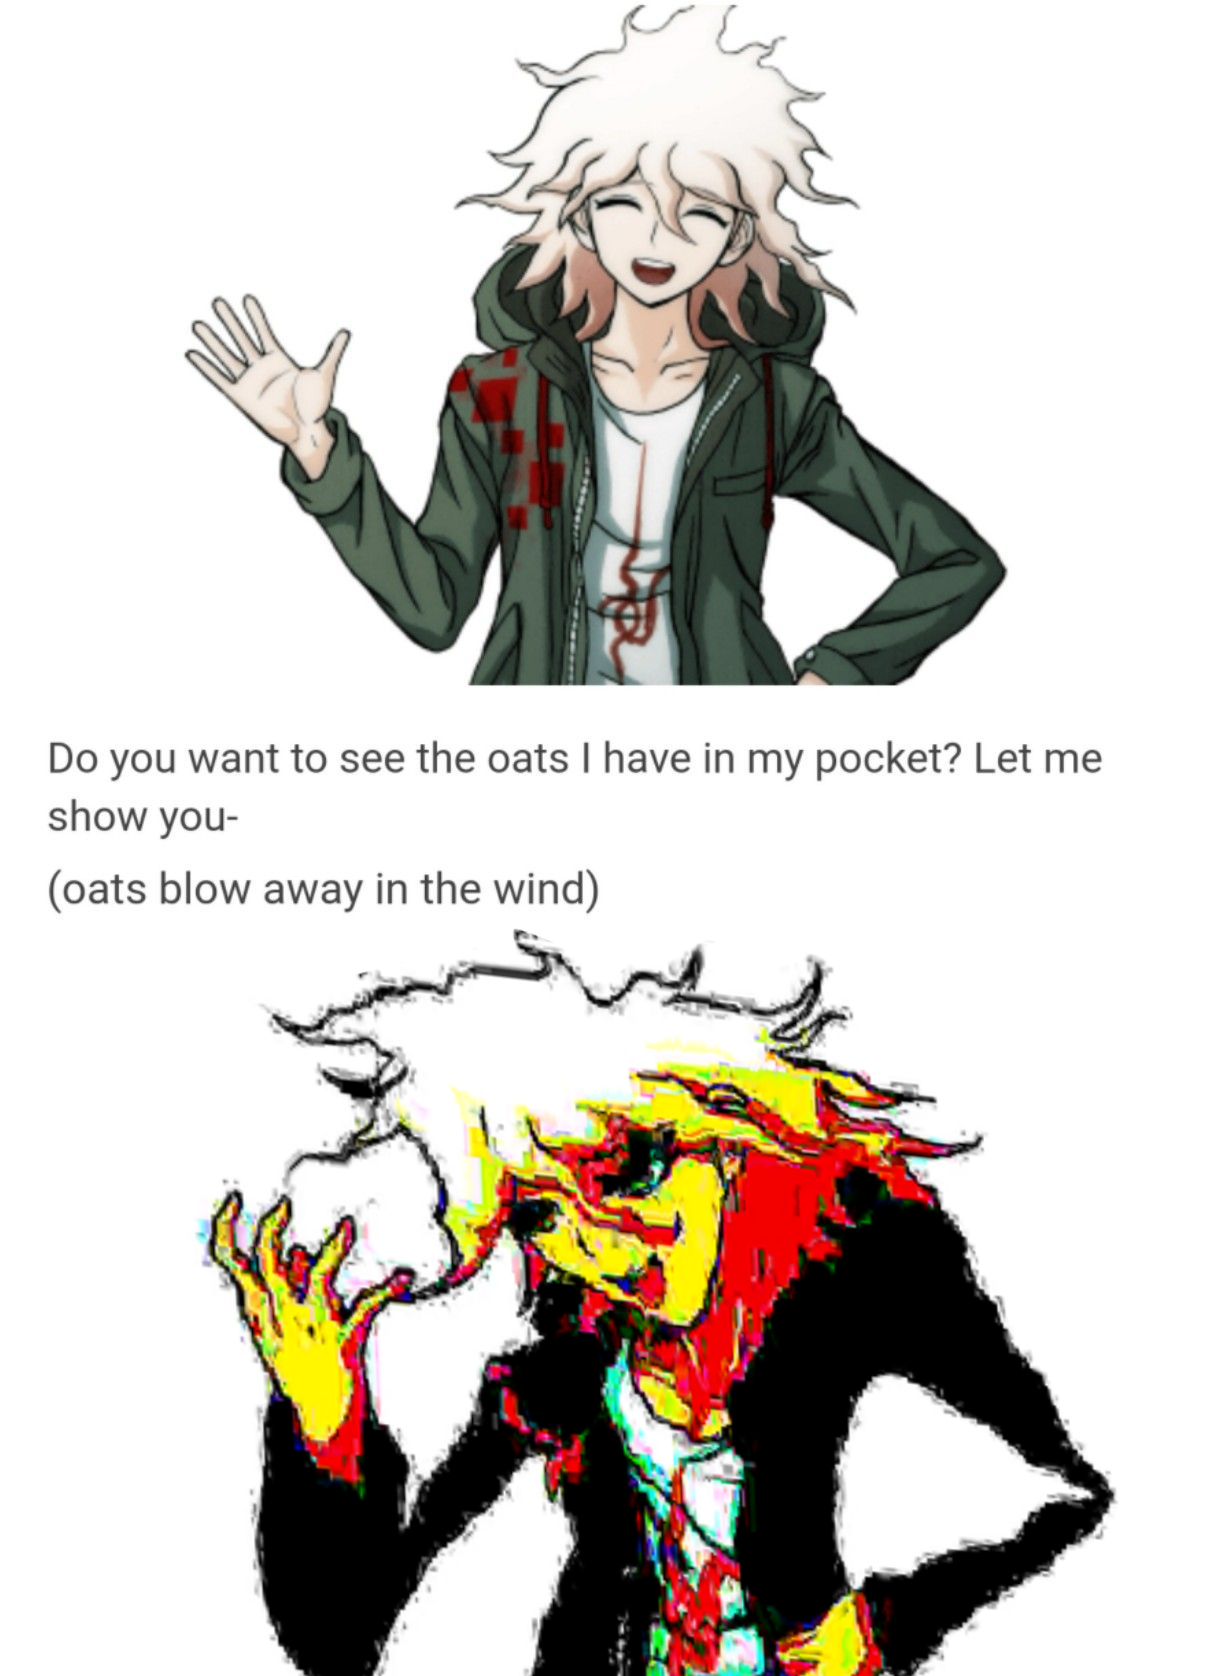 Do you want to see the oats I have in my pocket? Let me
show you-
(oats blow away in the wind)